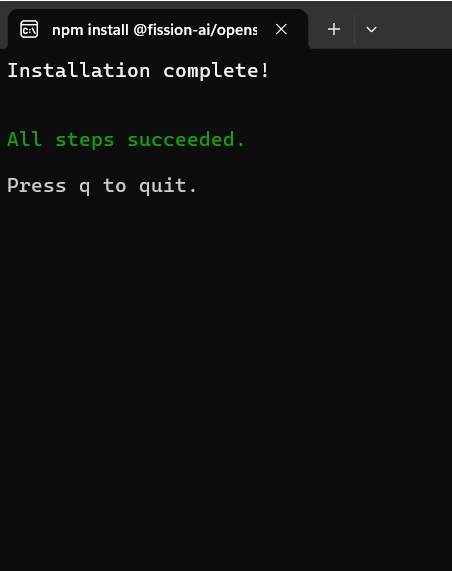 npm install @fission-ai/opens
Installation complete!
All steps succeeded.
Press q to quit.